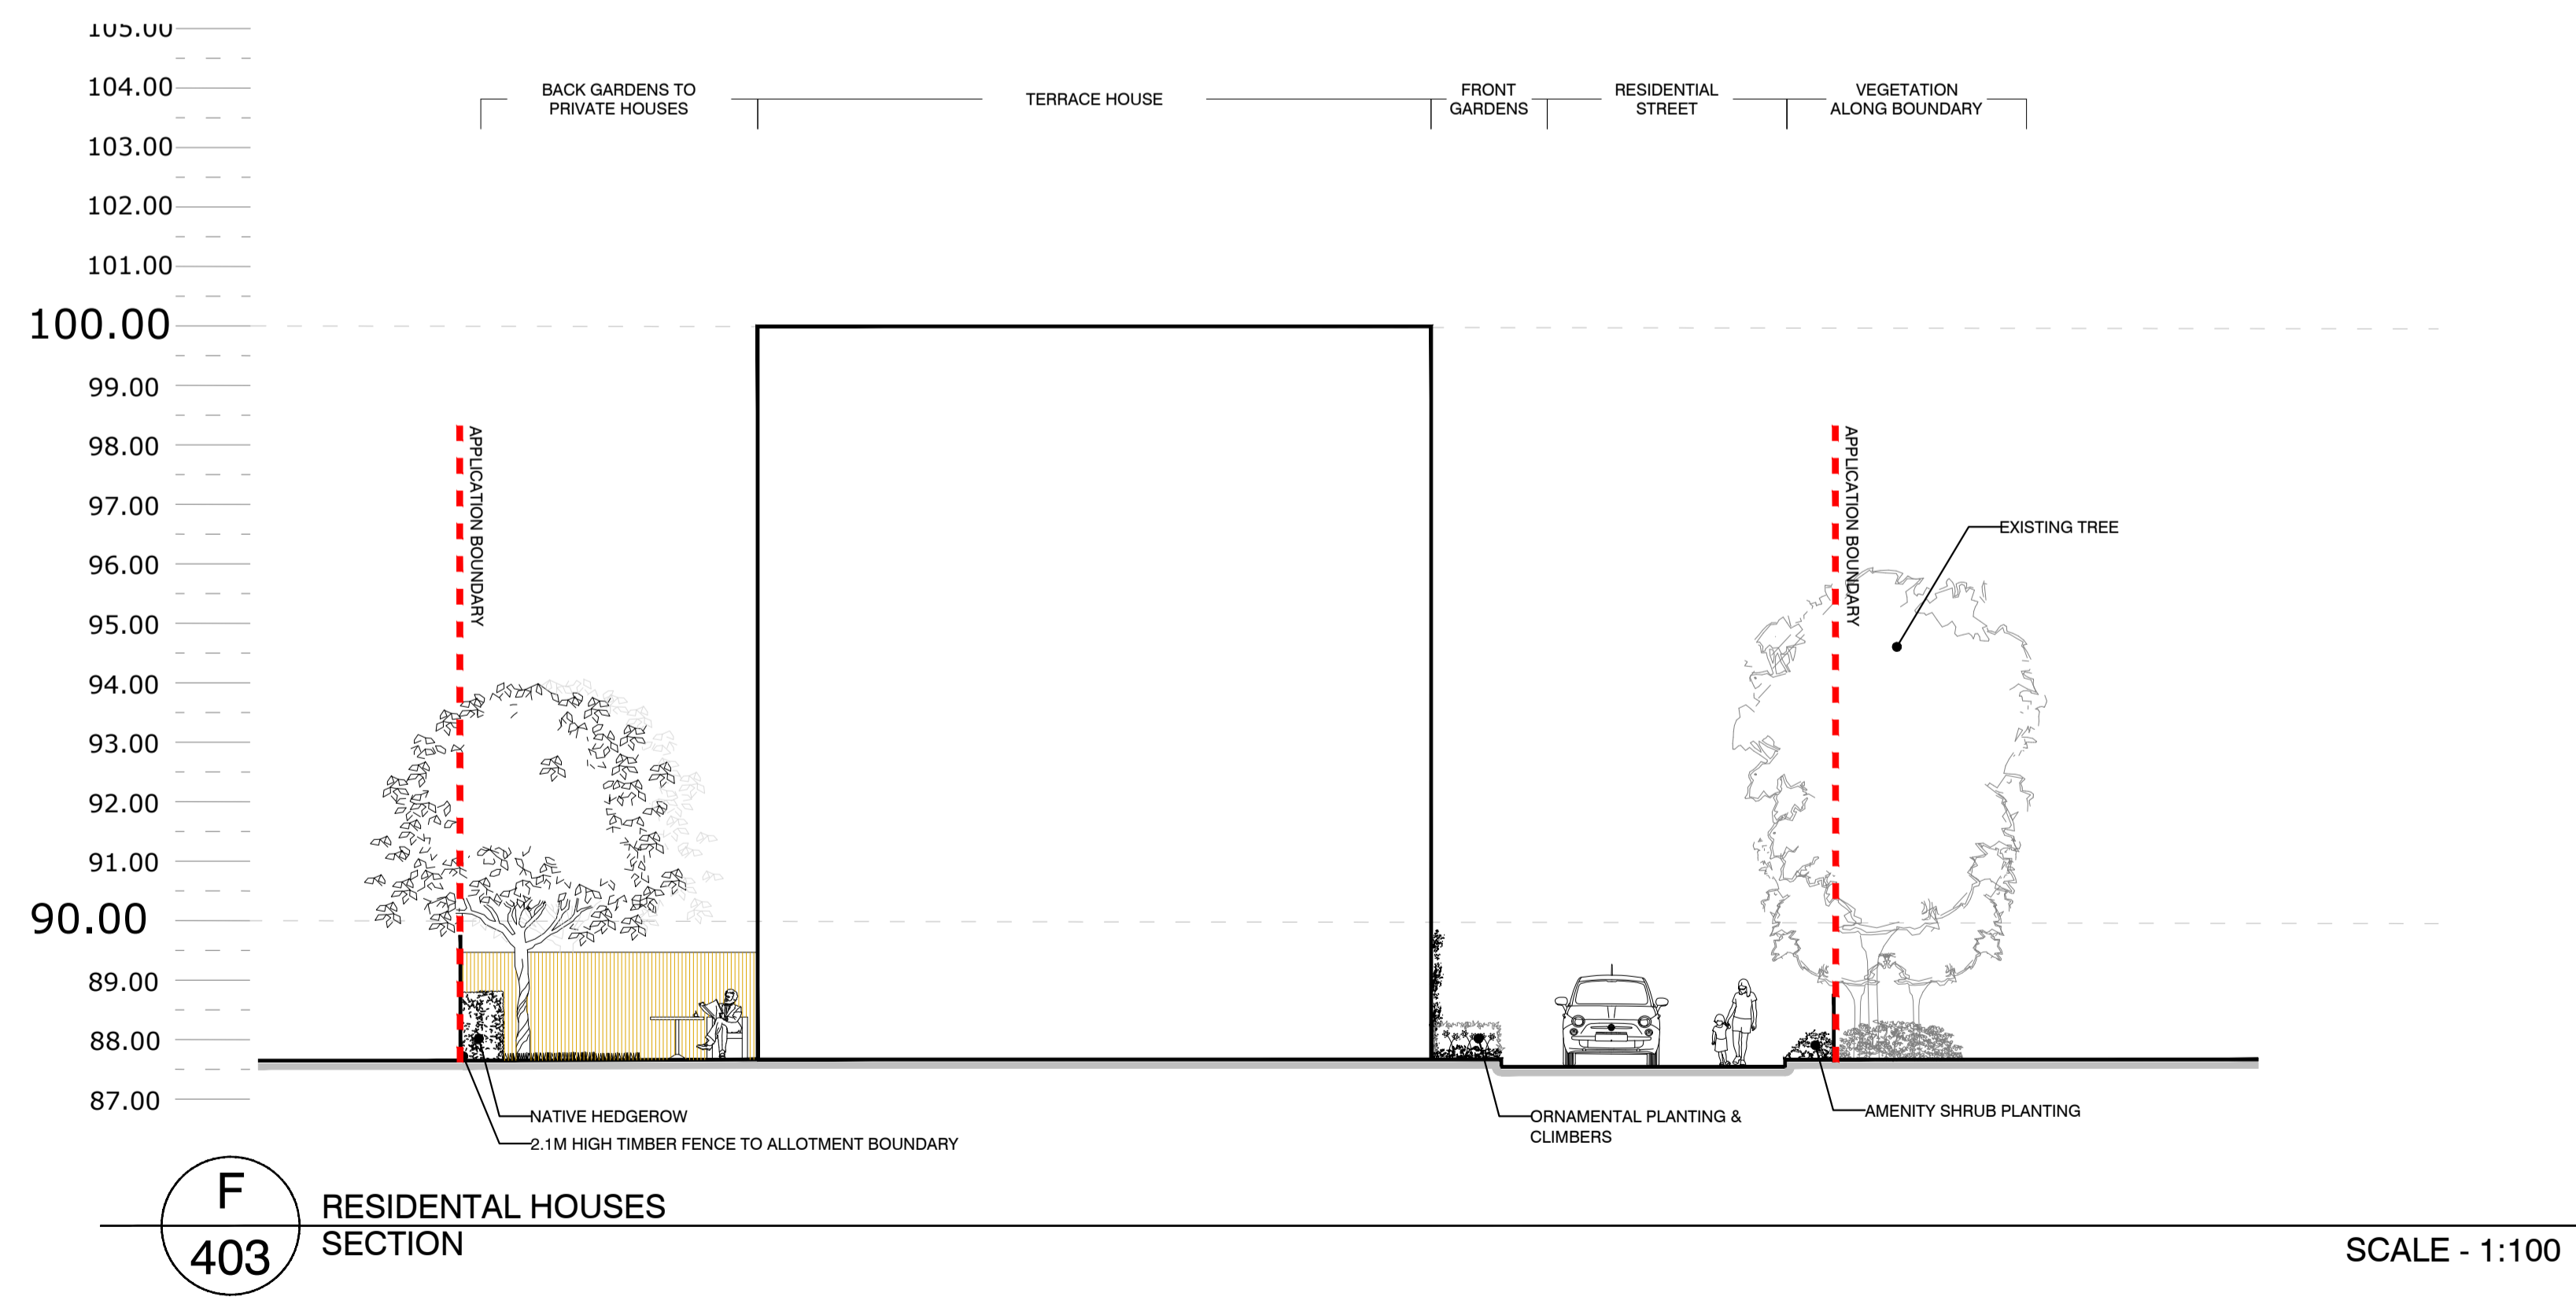 105.00
104.00
103.00
102.00
101.00
100.00
99.00
98.00
97.00
96.00
95.00
94.00
93.00
92.00
91.00
90.00
89.00
88.00
87.00
BACK GARDENS TO
PRIVATE HOUSES
TERRACE HOUSE
FRONT
GARDENS
RESIDENTIAL
STREET
VEGETATION
ALONG BOUNDARY
APPLICATION BOUNDARY
APPLICATION BOUNDARY
EXISTING TREE
NATIVE HEDGEROW
2.1M HIGH TIMBER FENCE TO ALLOTMENT BOUNDARY
ORNAMENTAL PLANTING &
CLIMBERS
AMENITY SHRUB PLANTING
F
403
RESIDENTAL HOUSES
SECTION
SCALE - 1:100